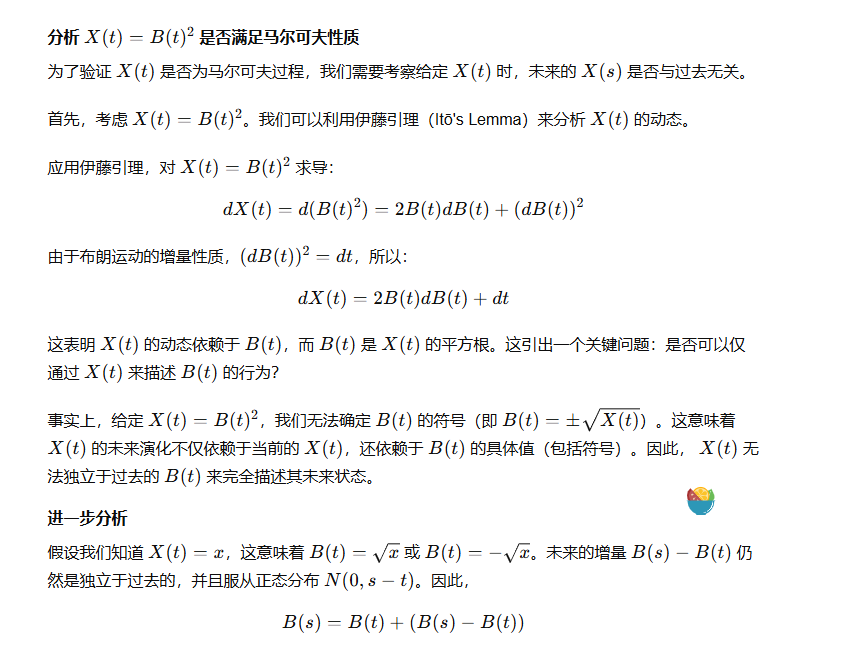 分析 X(t) = B(t)² 是否满足马尔可夫性质
为了验证 X(t) 是否为马尔可夫过程，我们需要考察给定 X(t) 时，未来的 X(s) 是否与过去无关。
首先，考虑 X(t) = B(t)²。我们可以利用伊藤引理（Itō's Lemma）来分析 X(t) 的动态。
应用伊藤引理，对 X(t) = B(t)² 求导：
dX(t) = d(B(t)²) = 2B(t)dB(t) + (dB(t))²
由于布朗运动的增量性质，(dB(t))² = dt，所以：
dX(t) = 2B(t)dB(t) + dt
这表明 X(t) 的动态依赖于 B(t)，而 B(t) 是 X(t) 的平方根。这引出一个关键问题：是否可以仅
通过 X(t) 来描述 B(t) 的行为？
事实上，给定 X(t) = B(t)²，我们无法确定 B(t) 的符号（即 B(t) = ±√X(t)）。这意味着
X(t) 的未来演化不仅依赖于当前的 X(t)，还依赖于 B(t) 的具体值（包括符号）。因此， X(t) 无
法独立于过去的 B(t) 来完全描述其未来状态。
进一步分析
假设我们知道 X(t) = x，这意味着 B(t) = √x 或 B(t) = −√x。未来的增量 B(s) − B(t) 仍
然是独立于过去的，并且服从正态分布 N(0, s − t)。因此，
B(s) = B(t) + (B(s) − B(t))